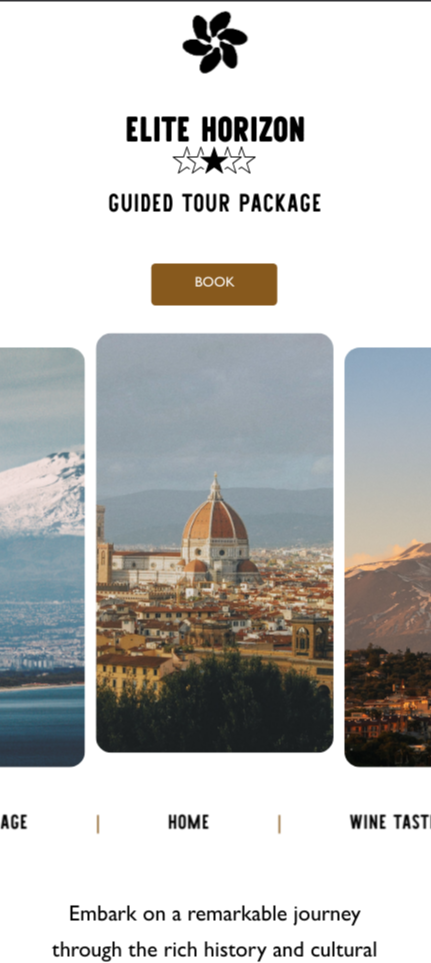 ELITE HORIZON
GUIDED TOUR PACKAGE
BOOK
AGE | HOME | WINE TAST
Embark on a remarkable journey
through the rich history and cultural